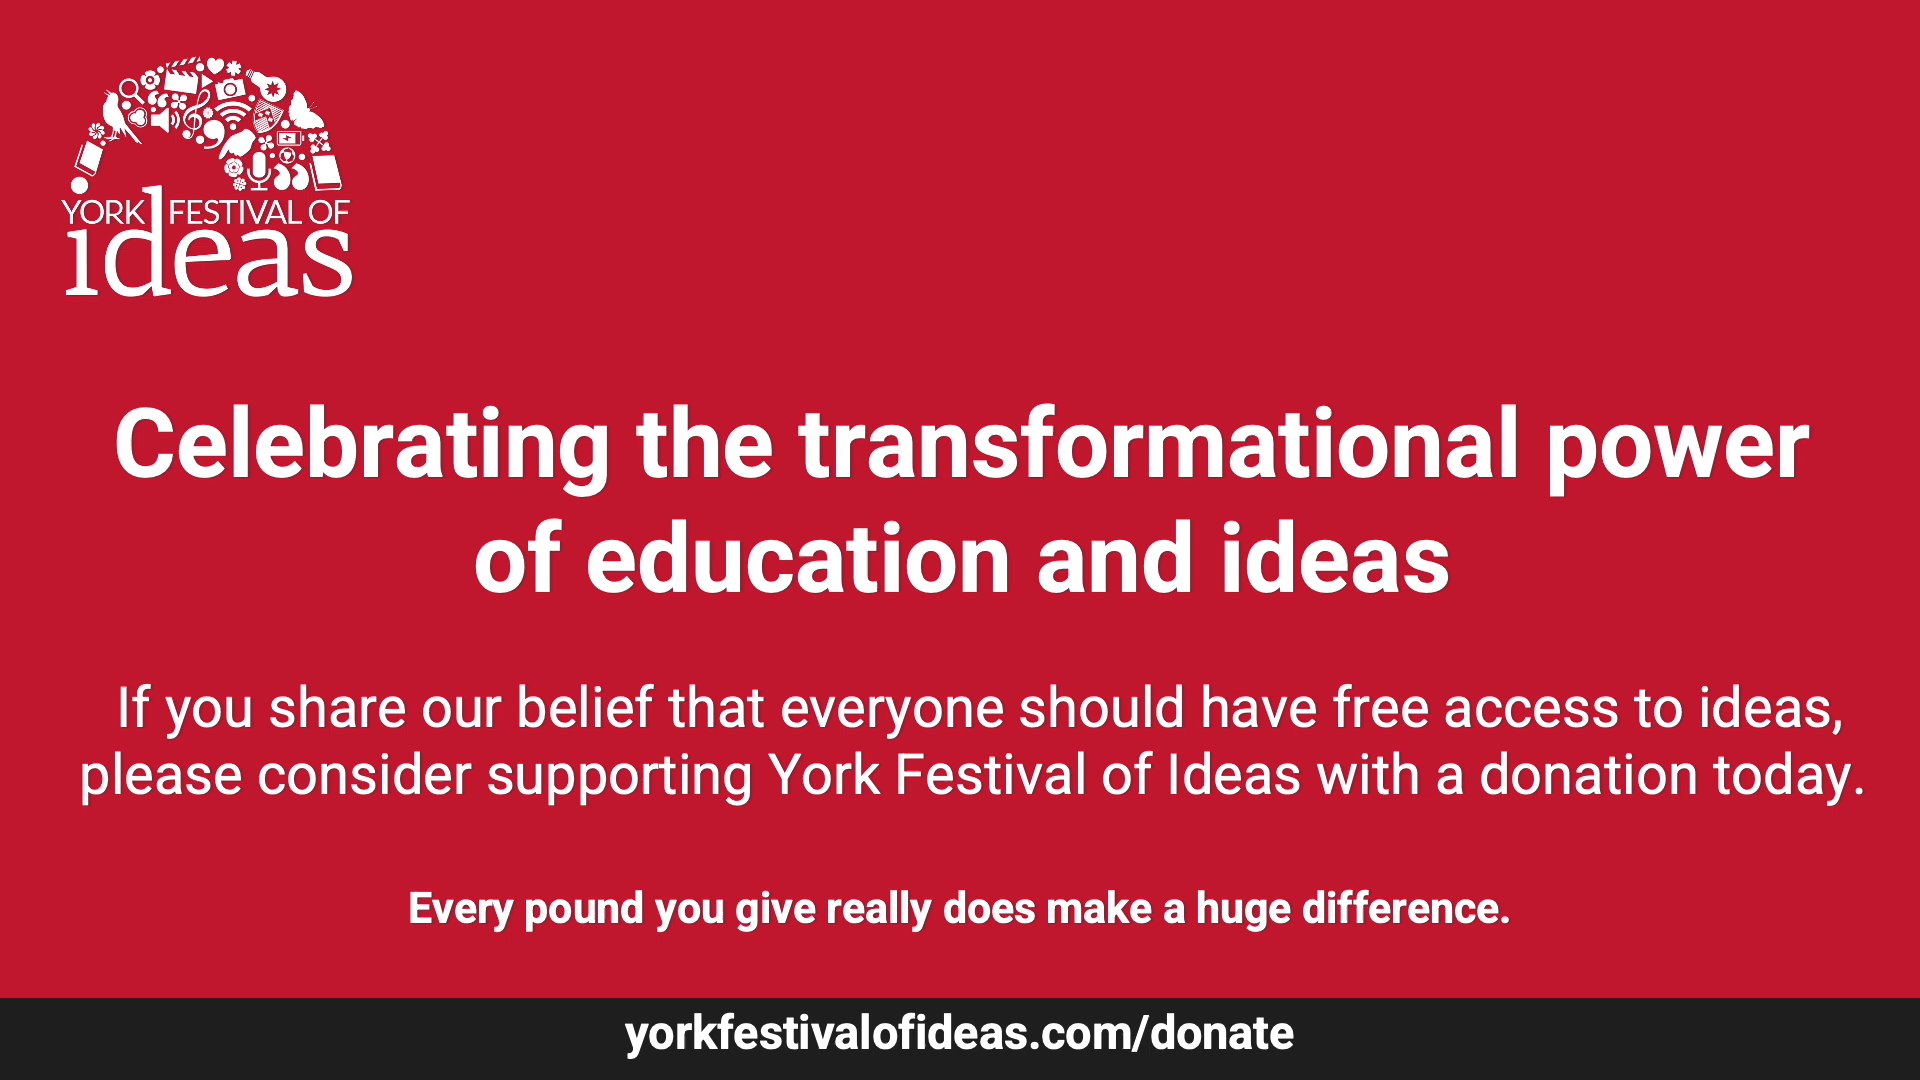 YORK FESTIVAL OF
ideas
Celebrating the transformational power
of education and ideas
If you share our belief that everyone should have free access to ideas,
please consider supporting York Festival of Ideas with a donation today.
Every pound you give really does make a huge difference.
yorkfestivalofideas.com/donate